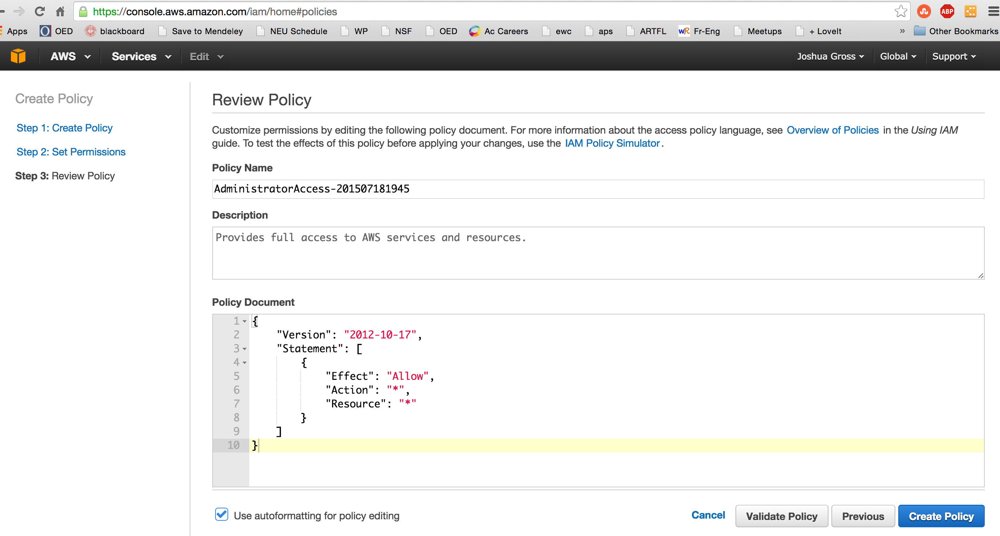 https://console.aws.amazon.com/iam/home#policies
ABP
Apps OED blackboard Save to Mendeley NEU Schedule WP NSF OED Ac Careers ewc aps ARTFL WR Fr-Eng Meetups + LoveIt » Other Bookmarks
AWS Services Edit Joshua Gross Global Support
Create Policy
Step 1: Create Policy
Step 2: Set Permissions
Step 3: Review Policy
Review Policy
Customize permissions by editing the following policy document. For more information about the access policy language, see Overview of Policies in the Using IAM
guide. To test the effects of this policy before applying your changes, use the IAM Policy Simulator.
Policy Name
AdministratorAccess-201507181945
Description
Provides full access to AWS services and resources.
Policy Document
1 {
2 "Version": "2012-10-17",
3 "Statement": [
4 {
5 "Effect": "Allow",
6 "Action": "*",
7 "Resource": "*"
8 }
9 ]
10 }
Use autoformatting for policy editing
Cancel Validate Policy Previous Create Policy